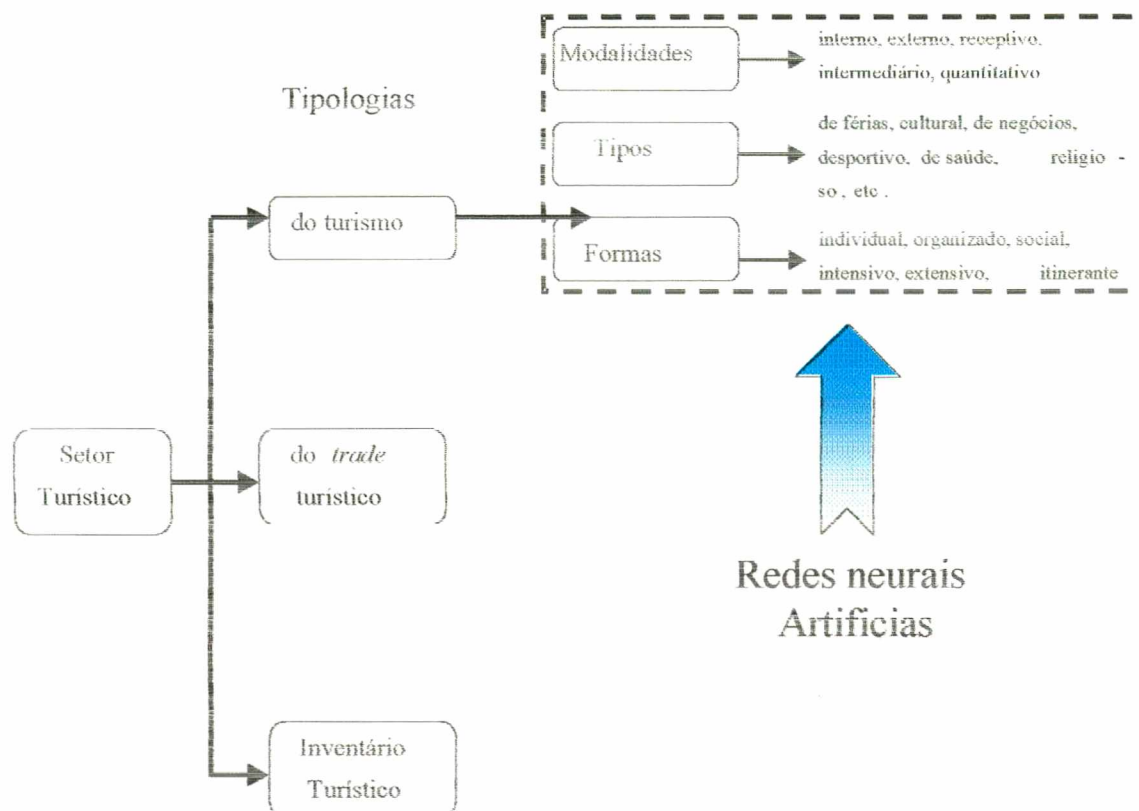 Modalidades
interno, externo, receptivo,
intermediário, quantitativo
Tipologias
Tipos
de férias, cultural, de negócios,
desportivo, de saúde, religio -
so , etc .
do turismo
Formas
individual, organizado, social,
intensivo, extensivo, itinerante
Setor
Turístico
do trade
turístico
Redes neurais
Artificias
Inventário
Turístico